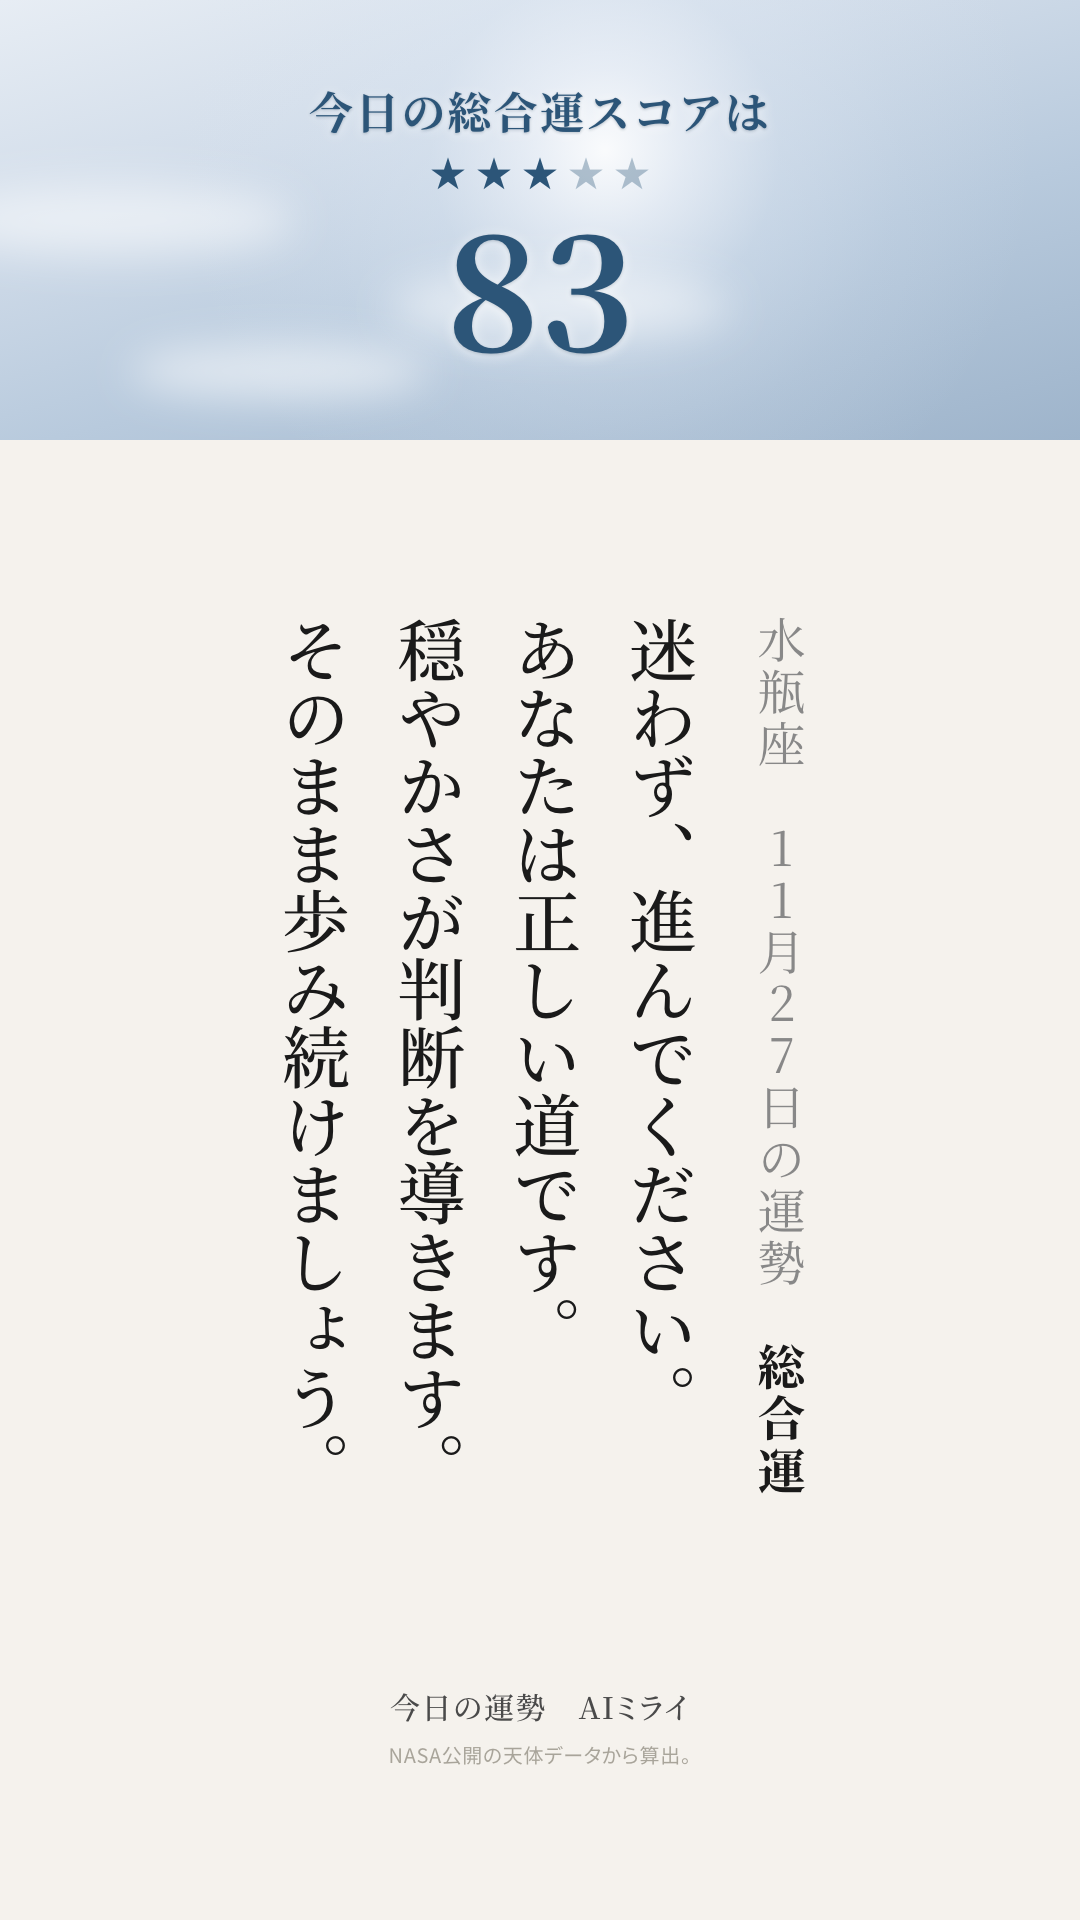 今日の総合運スコアは
★★★★★
83
水瓶座　11月27日の運勢　総合運
迷わず、進んでください。
あなたは正しい道です。
穏やかさが判断を導きます。
そのまま歩み続けましょう。
今日の運勢　AIミライ
NASA公開の天体データから算出。